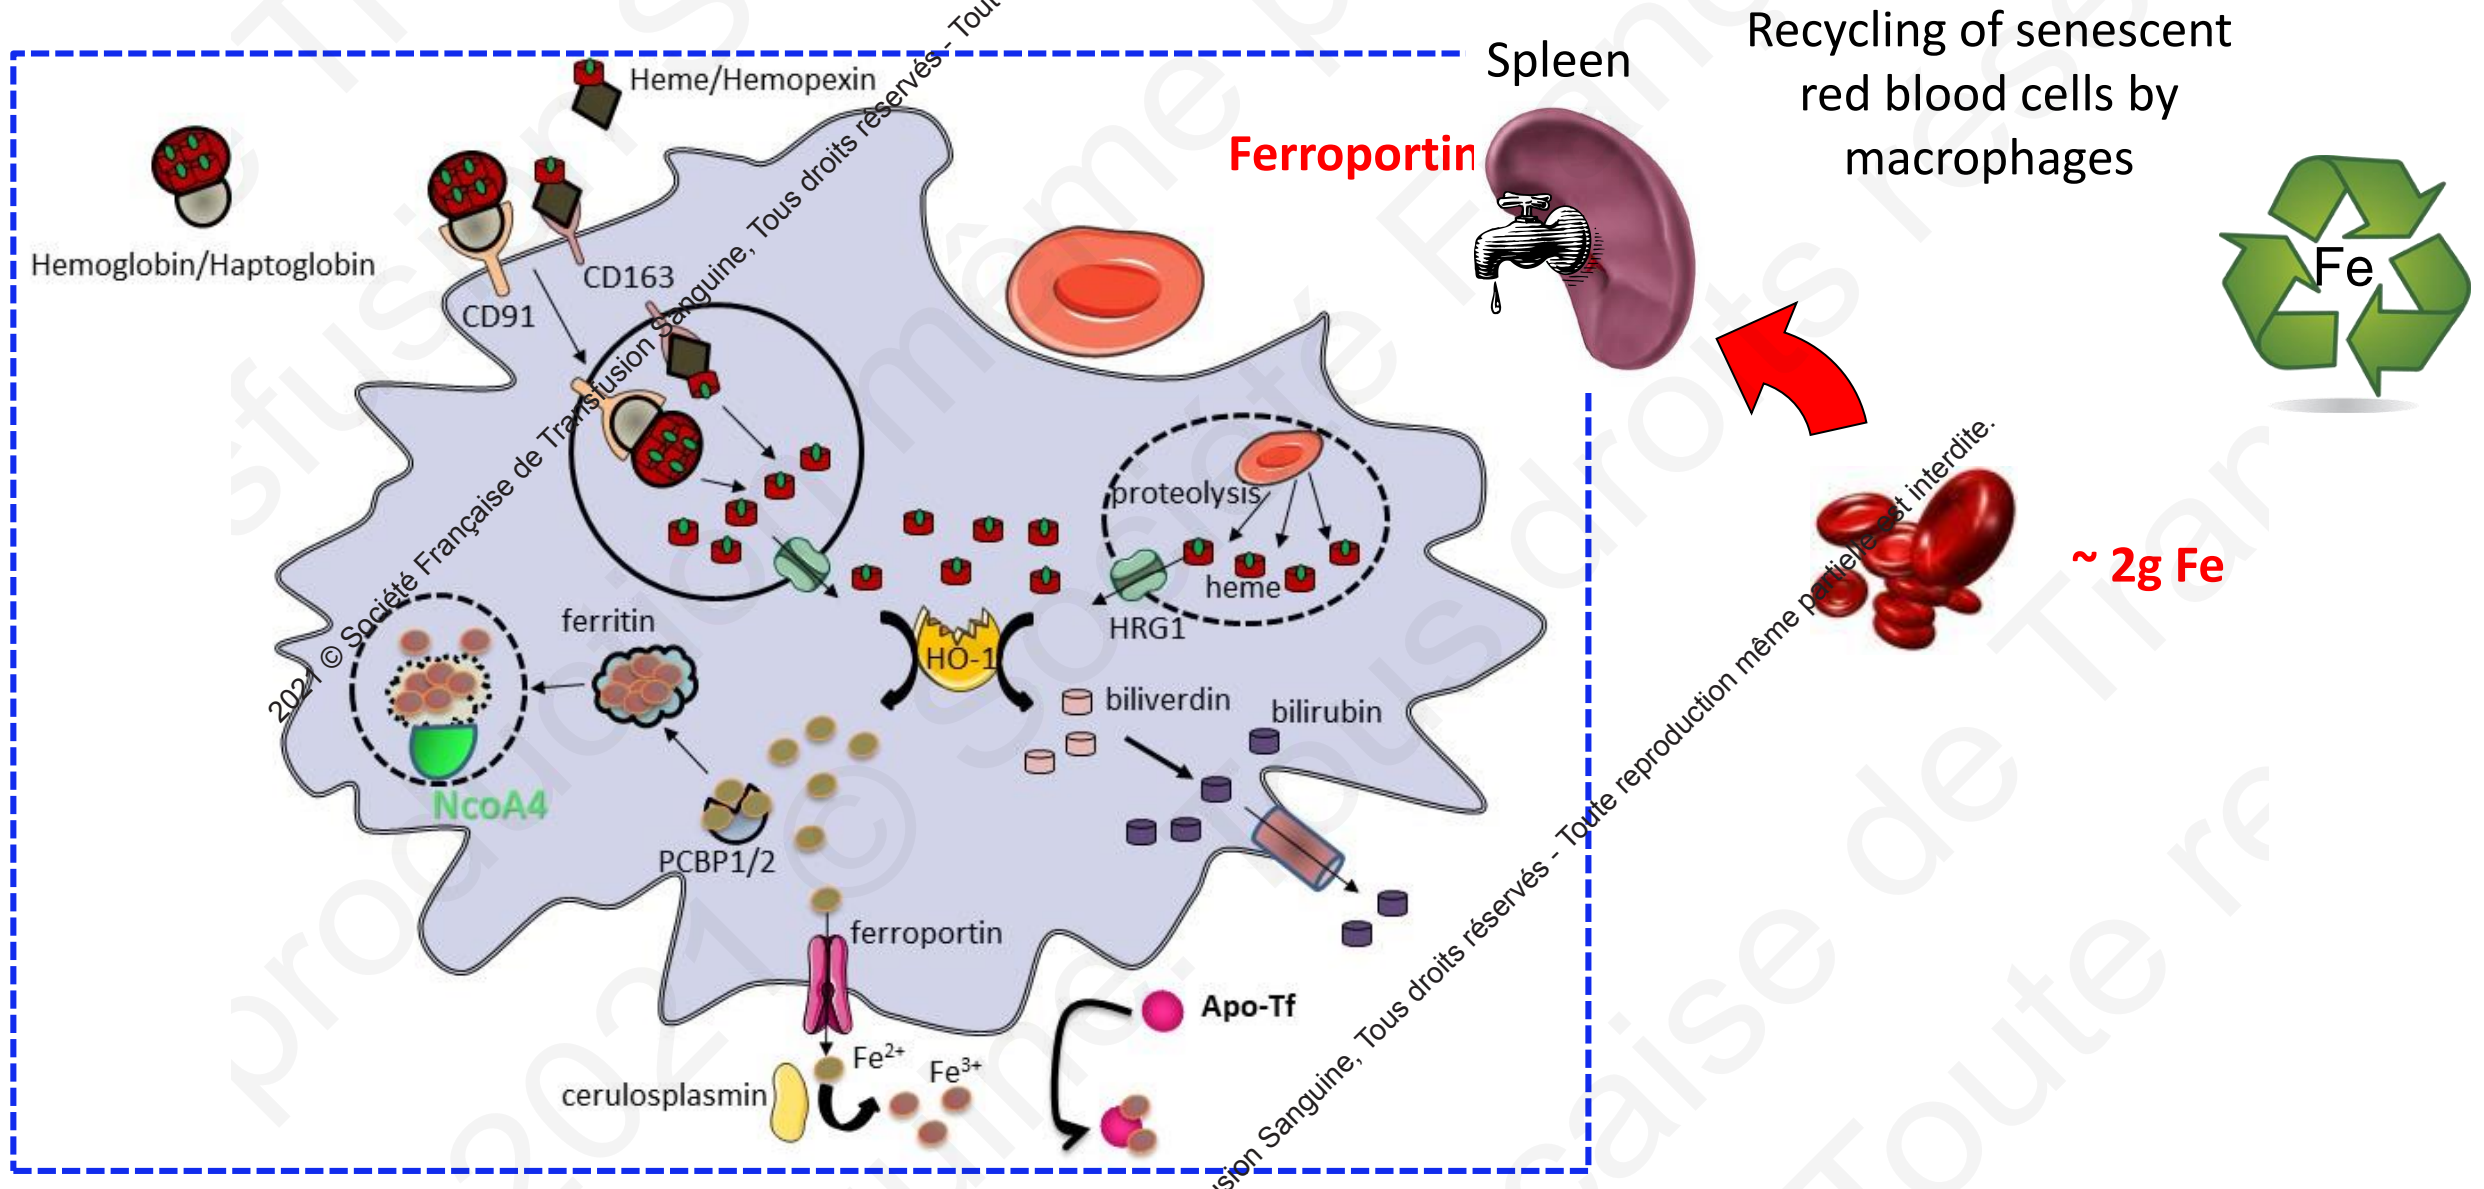 Recycling of senescent
red blood cells by
macrophages
Spleen
Ferroportin
Fe
~ 2g Fe
Heme/Hemopexin
Hemoglobin/Haptoglobin
CD163
CD91
proteolysis
heme
HRG1
ferritin
HO-1
biliverdin
bilirubin
NcoA4
PCBP1/2
ferroportin
Apo-Tf
Fe2+
Fe3+
cerulosplasmin
2021 © Société Française de Transfusion Sanguine, Tous droits réservés - Tout
usion Sanguine, Tous droits réservés - Toute reproduction même partielle est interdite.